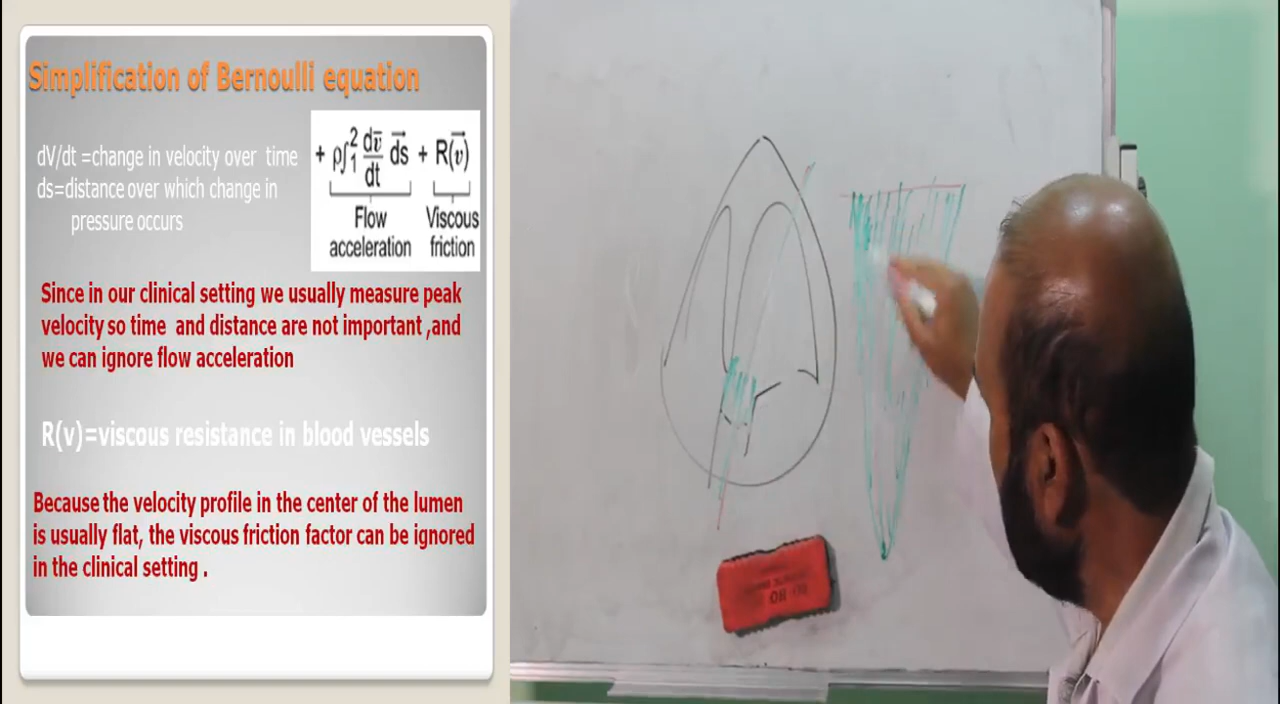 Simplification of Bernoulli equation
dV/dt =change in velocity over time
ds=distance over which change in
pressure occurs
+ ρ∫₁² dv̅/dt d͞s⃗ + R(v⃗)
Flow acceleration
Viscous friction
Since in our clinical setting we usually measure peak
velocity so time and distance are not important ,and
we can ignore flow acceleration
R(v)=viscous resistance in blood vessels
Because the velocity profile in the center of the lumen
is usually flat, the viscous friction factor can be ignored
in the clinical setting .